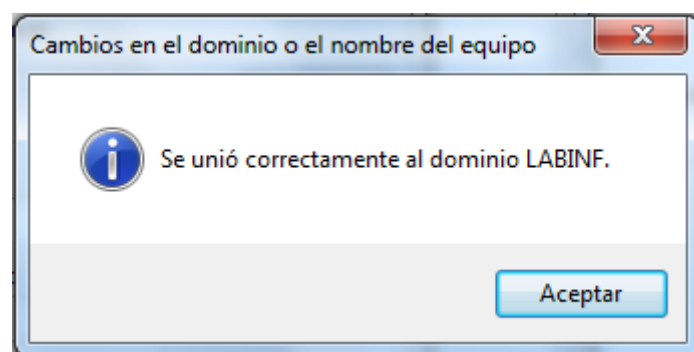 Cambios en el dominio o el nombre del equipo
Se unió correctamente al dominio LABINF.
Aceptar